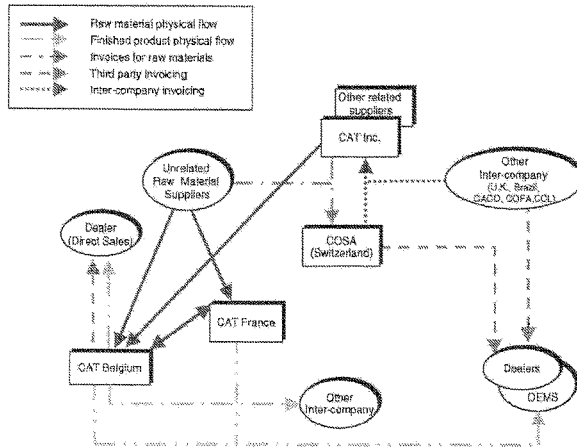 Raw material physical flow
Finished product physical flow
Invoices for raw materials
Third party invoicing
Inter-company invoicing
Other related
suppliers
CAT Inc.
Unrelated
Raw Material
Suppliers
Other
Inter-company
(U.K., Brazil,
CACO, COFA, CCL)
Dealer
(Direct Sales)
COSA
(Switzerland)
CAT France
CAT Belgium
Dealers
OEMS
Other
Inter-company